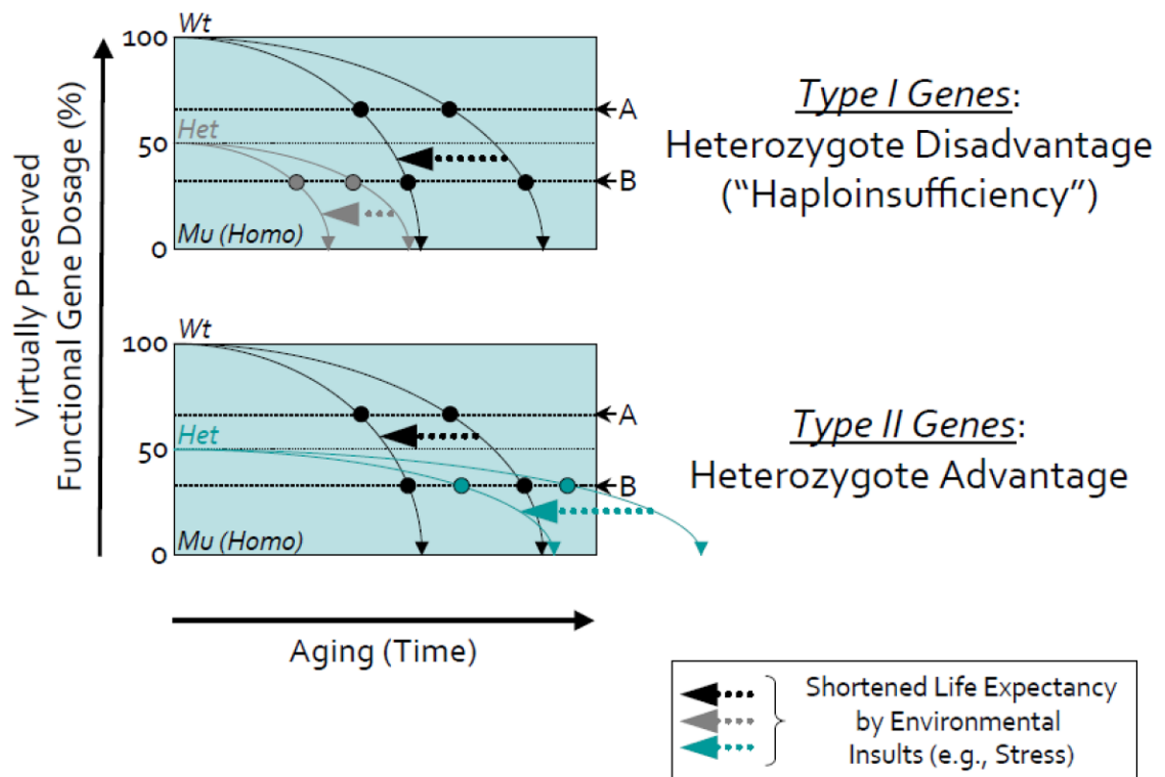 Virtually Preserved
Functional Gene Dosage (%)
100
50
0
Wt
Het
Mu (Homo)
A
B
Type I Genes:
Heterozygote Disadvantage
(“Haploinsufficiency”)
100
50
0
Wt
Het
Mu (Homo)
A
B
Type II Genes:
Heterozygote Advantage
Aging (Time)
Shortened Life Expectancy
by Environmental
Insults (e.g., Stress)